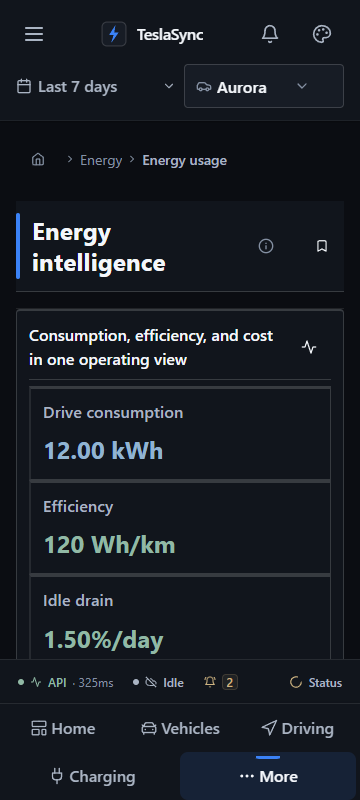 TeslaSync
Last 7 days
Aurora
Energy
Energy usage
Energy
intelligence
Consumption, efficiency, and cost
in one operating view
Drive consumption
12.00 kWh
Efficiency
120 Wh/km
Idle drain
1.50%/day
API · 325ms
Idle
2
Status
Home
Vehicles
Driving
Charging
More